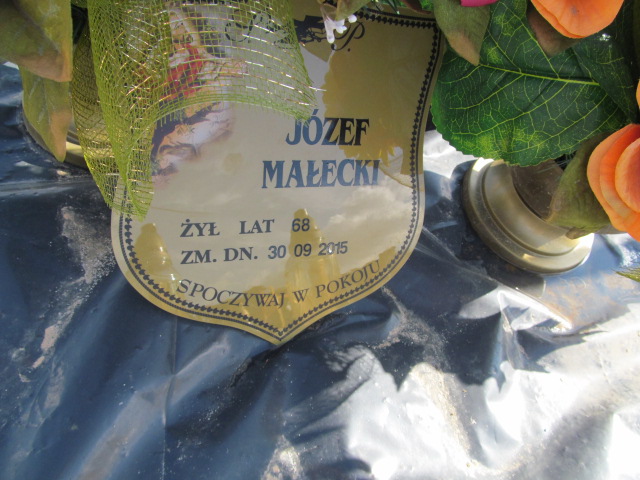 JÓZEF
MAŁECKI
ŻYŁ LAT 68
ZM. DN. 30 09 2015
SPOCZYWAJ W POKOJU